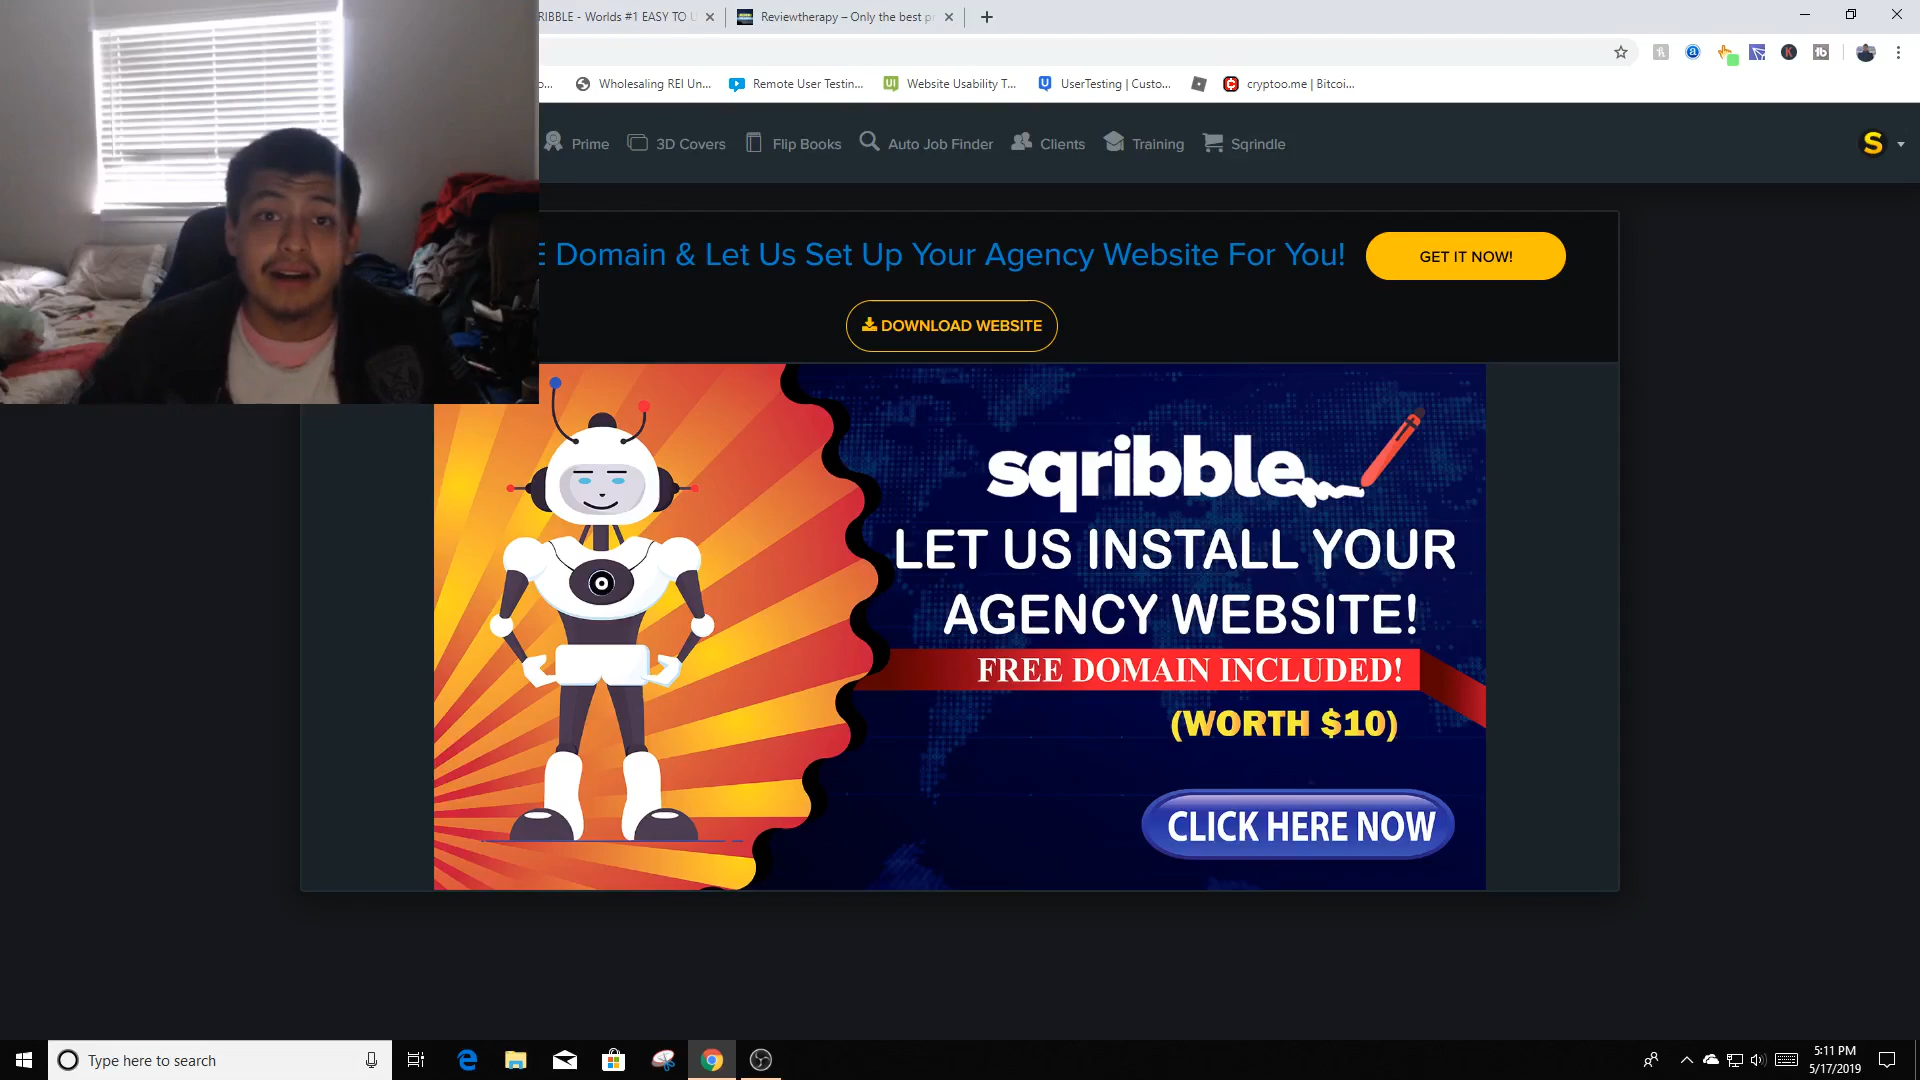 RIBBLE - Worlds #1 EASY TO U
Reviewtherapy – Only the best p
o...
Wholesaling REI Un...
Remote User Testin...
Website Usability T...
UserTesting | Custo...
cryptoo.me | Bitcoi...
Prime
3D Covers
Flip Books
Auto Job Finder
Clients
Training
Sqrindle
S
E Domain & Let Us Set Up Your Agency Website For You!
GET IT NOW!
DOWNLOAD WEBSITE
sqribble
LET US INSTALL YOUR
AGENCY WEBSITE!
FREE DOMAIN INCLUDED!
(WORTH $10)
CLICK HERE NOW
Type here to search
5:11 PM
5/17/2019